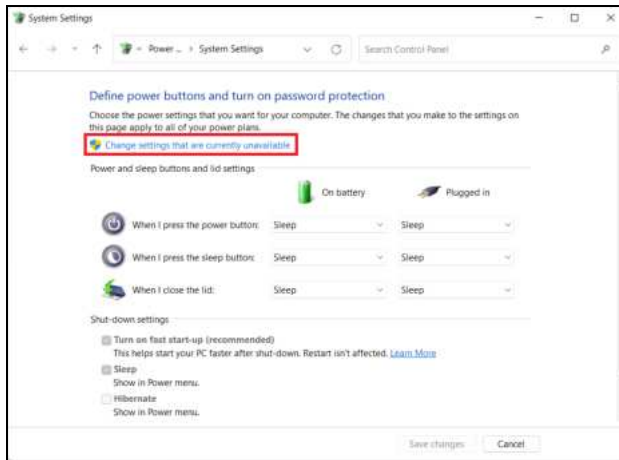 System Settings
Power ... System Settings
Search Control Panel
Define power buttons and turn on password protection
Choose the power settings that you want for your computer. The changes that you make to the settings on
this page apply to all of your power plans.
Change settings that are currently unavailable
Power and sleep buttons and lid settings
On battery Plugged in
When I press the power button: Sleep Sleep
When I press the sleep button: Sleep Sleep
When I close the lid: Sleep Sleep
Shut-down settings
Turn on fast start-up (recommended)
This helps start your PC faster after shut-down. Restart isn't affected. Learn More
Sleep
Show in Power menu.
Hibernate
Show in Power menu.
Save changes Cancel